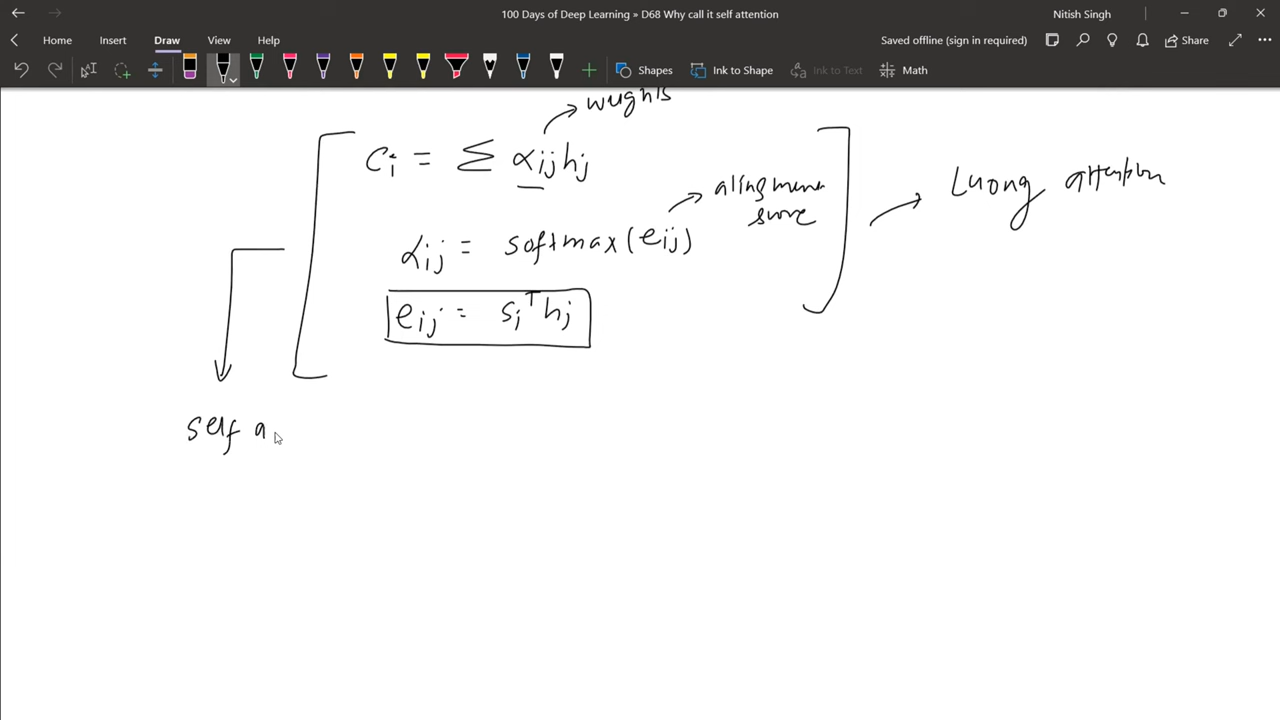 100 Days of Deep Learning » D68 Why call it self attention
Nitish Singh
Home Insert Draw View Help
Saved offline (sign in required)
Share
Shapes
Ink to Shape
Ink to Text
Math
weights
Ci = Σ αij hj
alingment
score
Luong attention
αij = softmax(eij)
eij = siᵀhj
self a